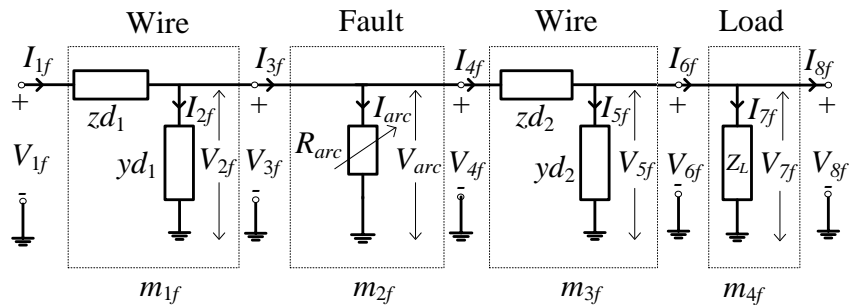 Wire Fault Wire Load
I1f I3f I4f I6f I8f
+ + + + +
zd1 I2f Iarc zd2 I5f I7f
V1f yd1 V2f V3f Rarc Varc V4f yd2 V5f V6f ZL V7f V8f
- - - - -
m1f m2f m3f m4f